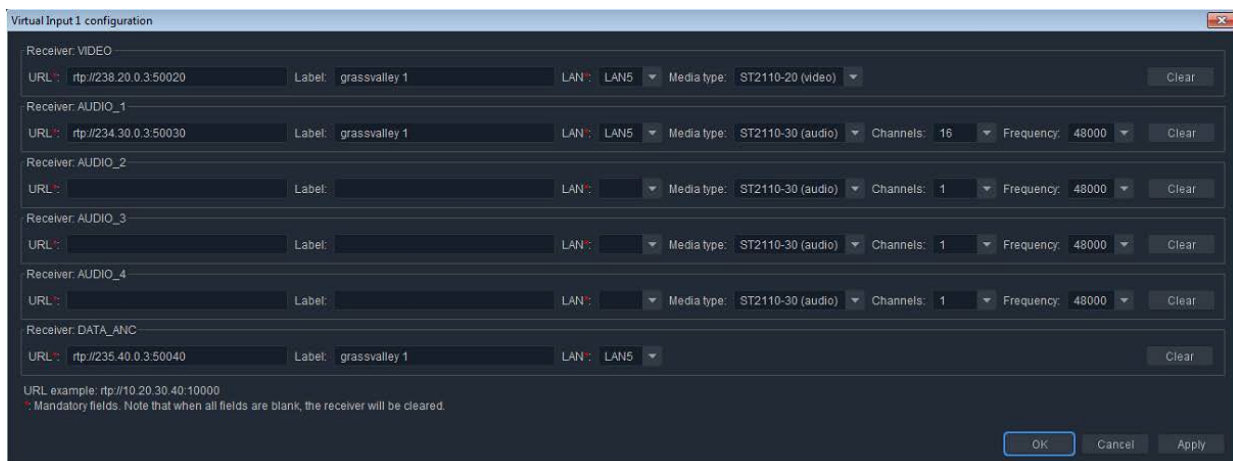 Virtual Input 1 configuration
Receiver: VIDEO
URL*: rtp://238.20.0.3:50020 Label: grassvalley 1 LAN*: LAN5 Media type: ST2110-20 (video) Clear
Receiver: AUDIO_1
URL*: rtp://234.30.0.3:50030 Label: grassvalley 1 LAN*: LAN5 Media type: ST2110-30 (audio) Channels: 16 Frequency: 48000 Clear
Receiver: AUDIO_2
URL*: Label: LAN*: Media type: ST2110-30 (audio) Channels: 1 Frequency: 48000 Clear
Receiver: AUDIO_3
URL*: Label: LAN*: Media type: ST2110-30 (audio) Channels: 1 Frequency: 48000 Clear
Receiver: AUDIO_4
URL*: Label: LAN*: Media type: ST2110-30 (audio) Channels: 1 Frequency: 48000 Clear
Receiver: DATA_ANC
URL*: rtp://235.40.0.3:50040 Label: grassvalley 1 LAN*: LAN5 Clear
URL example: rtp://10.20.30.40:10000
*: Mandatory fields. Note that when all fields are blank, the receiver will be cleared.
OK Cancel Apply